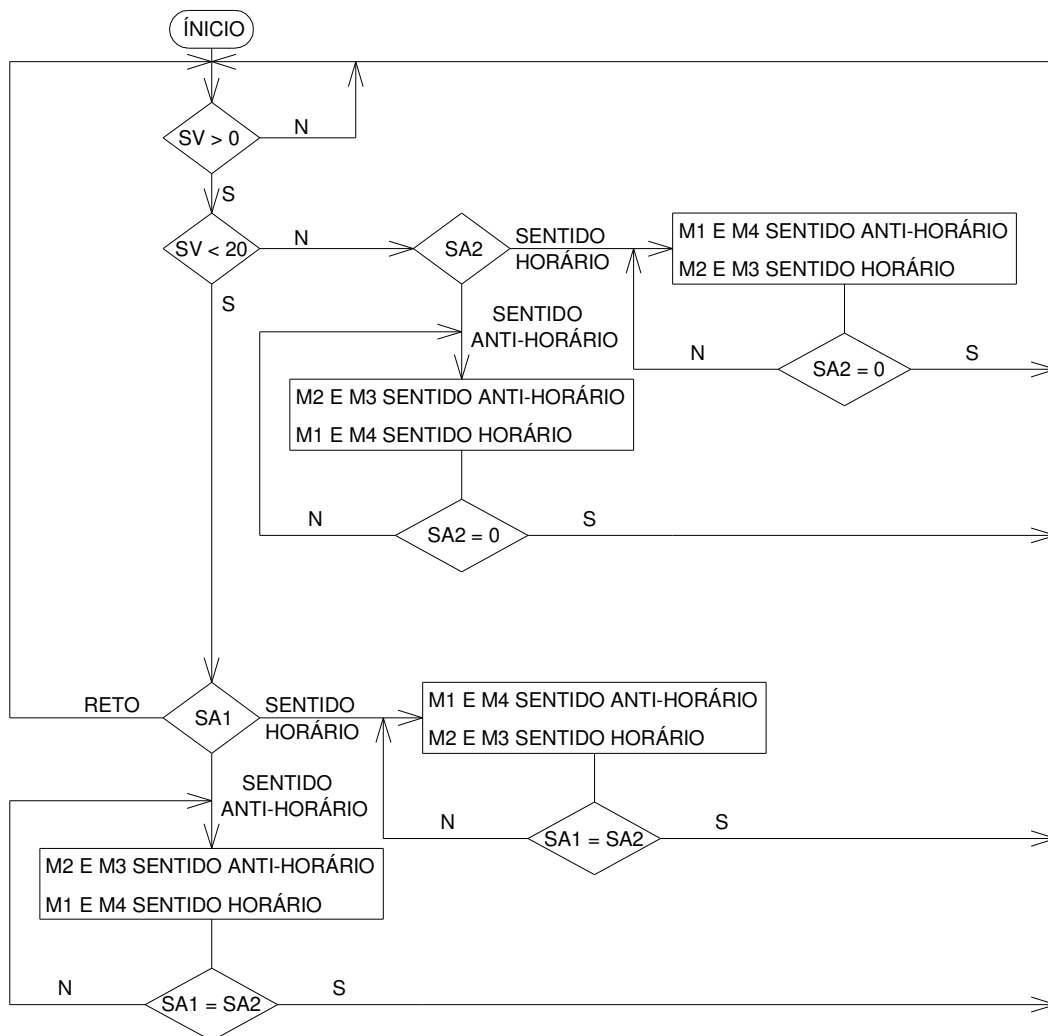 ÍNICIO
SV > 0
N
S
SV < 20
N
S
SA2
SENTIDO
HORÁRIO
M1 E M4 SENTIDO ANTI-HORÁRIO
M2 E M3 SENTIDO HORÁRIO
N
SA2 = 0
S
SENTIDO
ANTI-HORÁRIO
M2 E M3 SENTIDO ANTI-HORÁRIO
M1 E M4 SENTIDO HORÁRIO
N
SA2 = 0
S
RETO
SA1
SENTIDO
HORÁRIO
M1 E M4 SENTIDO ANTI-HORÁRIO
M2 E M3 SENTIDO HORÁRIO
N
SA1 = SA2
S
SENTIDO
ANTI-HORÁRIO
M2 E M3 SENTIDO ANTI-HORÁRIO
M1 E M4 SENTIDO HORÁRIO
N
SA1 = SA2
S